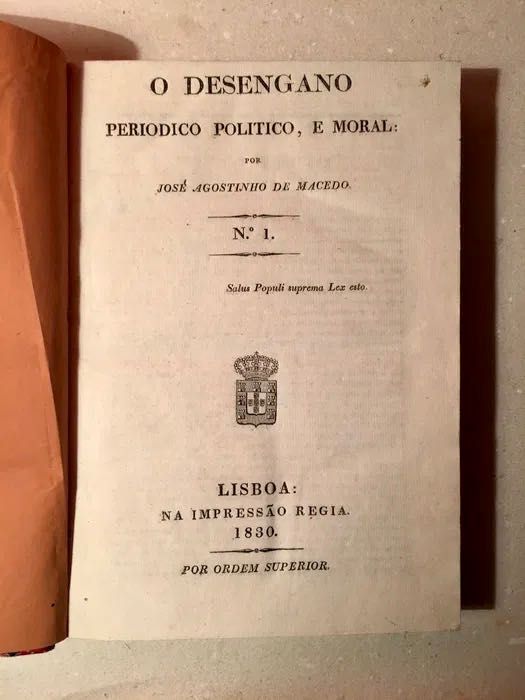 O DESENGANO
PERIODICO POLITICO, E MORAL:
POR
JOSÉ AGOSTINHO DE MACEDO.
N.º 1.
Salus Populi suprema Lex esto.
LISBOA:
NA IMPRESSÃO REGIA.
1830.
POR ORDEM SUPERIOR.